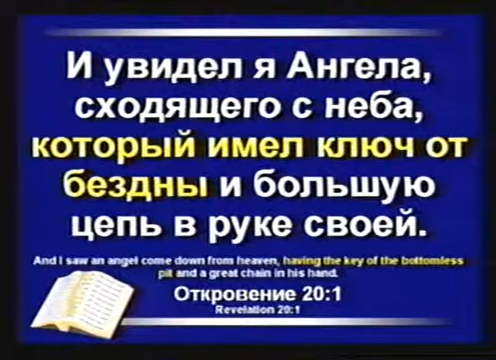 И увидел я Ангела,
сходящего с неба,
который имел ключ от
бездны и большую
цепь в руке своей.
And I saw an angel come down from heaven, having the key of the bottomless
pit and a great chain in his hand.
Откровение 20:1
Revelation 20:1